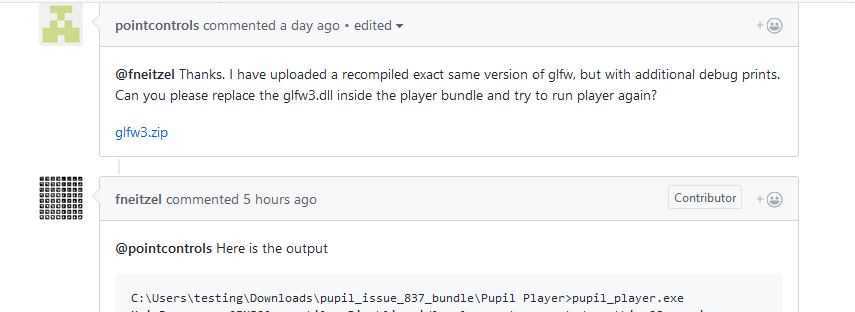 pointcontrols commented a day ago • edited
@fneitzel Thanks. I have uploaded a recompiled exact same version of glfw, but with additional debug prints.
Can you please replace the glfw3.dll inside the player bundle and try to run player again?
glfw3.zip
fneitzel commented 5 hours ago
Contributor
@pointcontrols Here is the output
C:\Users\testing\Downloads\pupil_issue_837_bundle\Pupil Player>pupil_player.exe